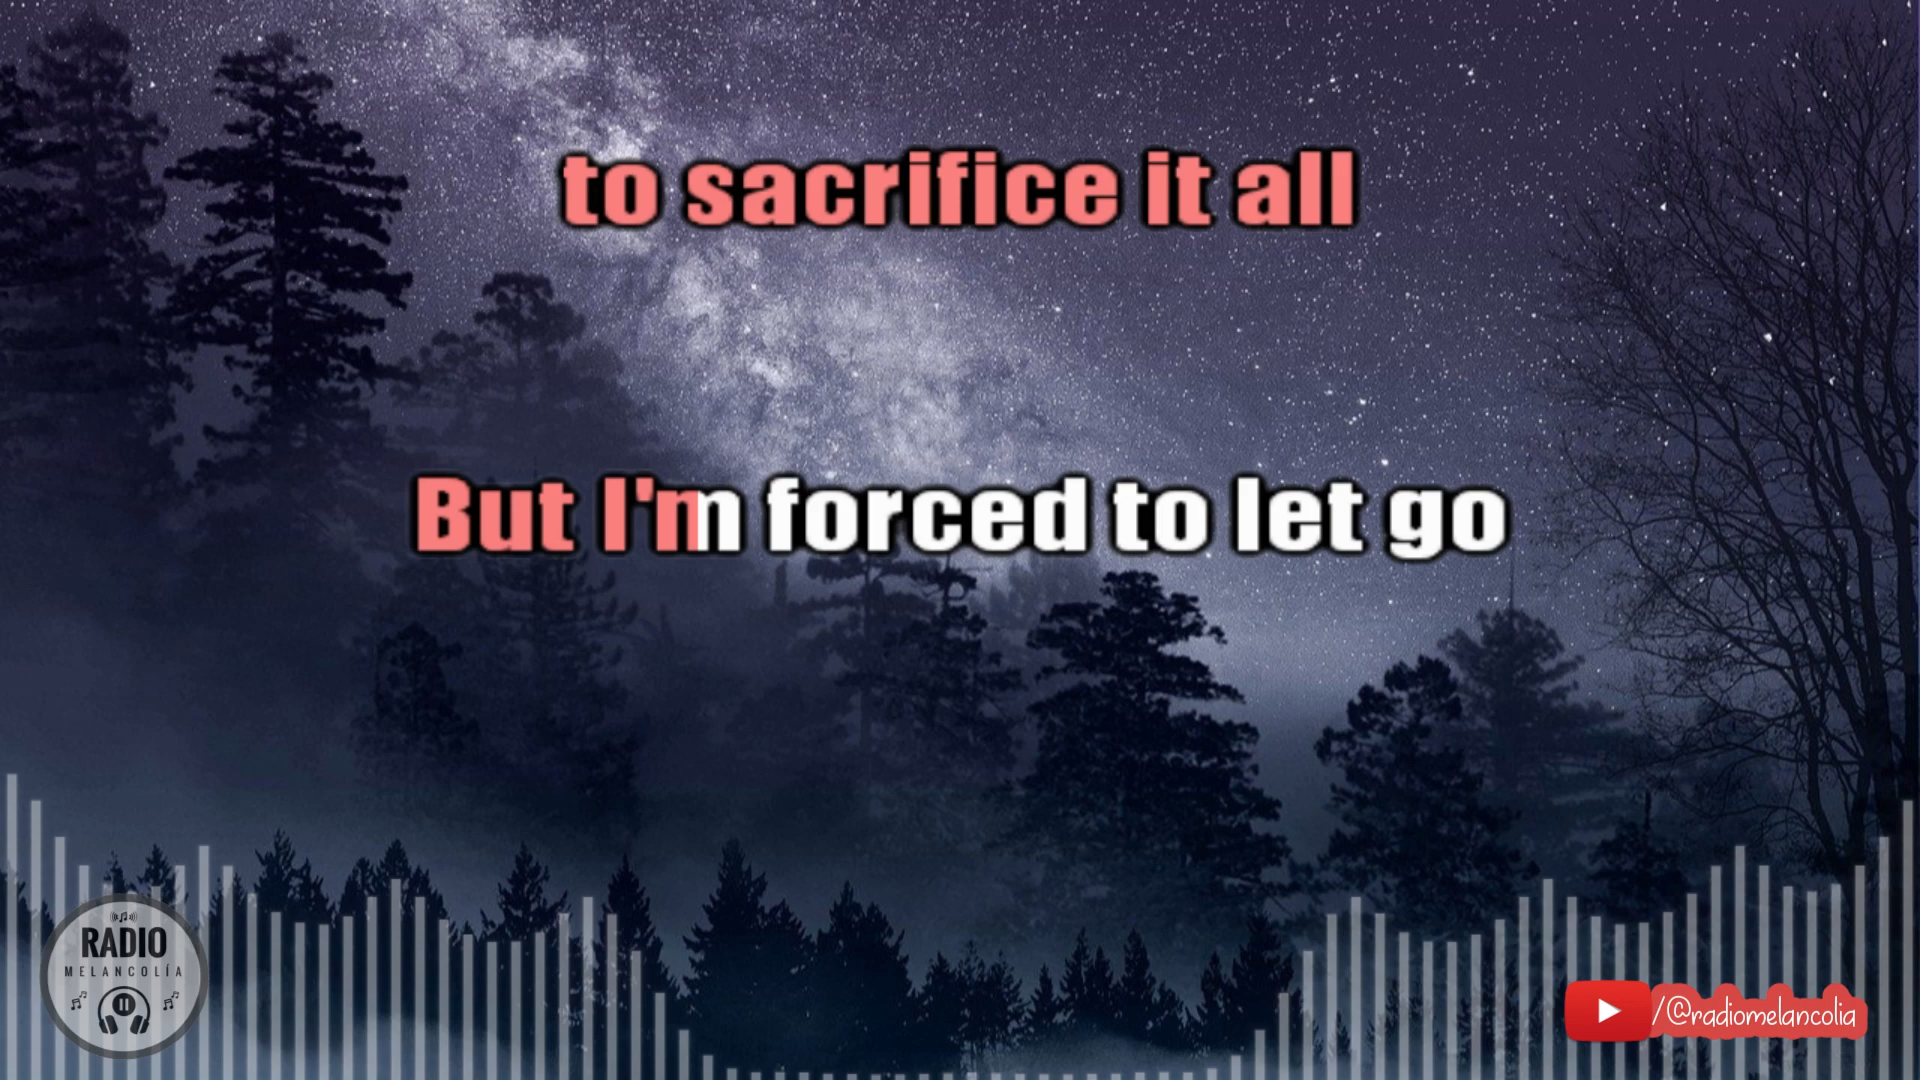 to sacrifice it all
But I'm forced to let go
RADIO
MELANCOLÍA
/@radiomelancolia